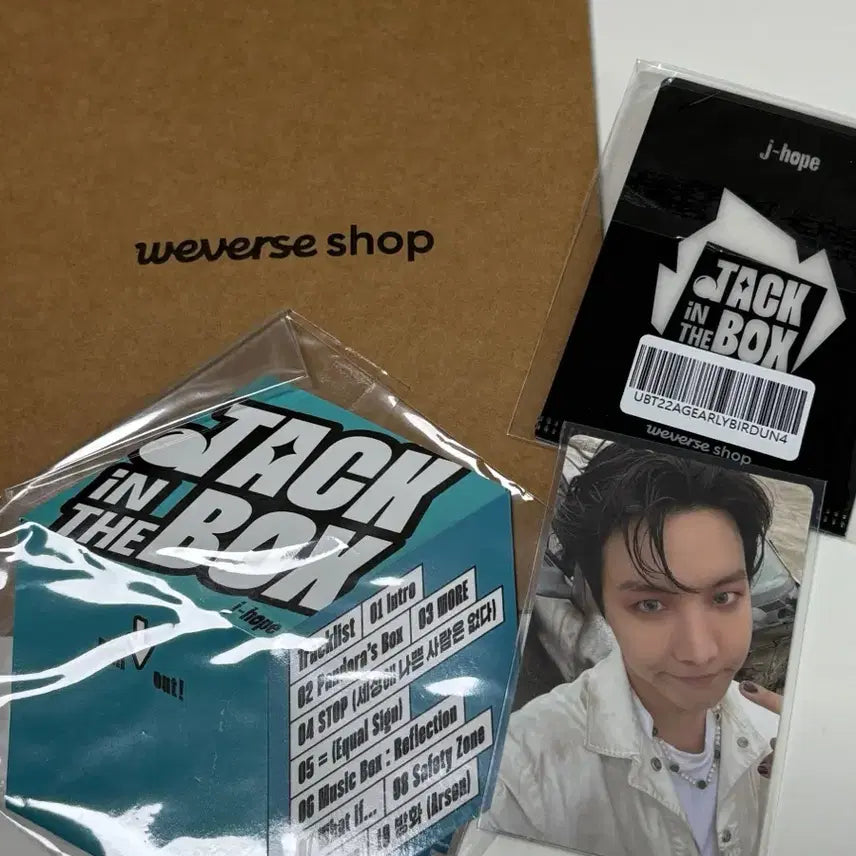 weverse shop
j-hope
JACK
iN
THE BOX
UBT22AGEARLYBIRDUN4
weverse shop
JACK
iN
THE BOX
j-hope
out!
Tracklist
01 Intro
02 Pandora's Box
03 MORE
04 STOP (세상에 나쁜 사람은 없다)
05 = (Equal Sign)
06 Music Box : Reflection
What if...
08 Safety Zone
10 방화 (Arson)